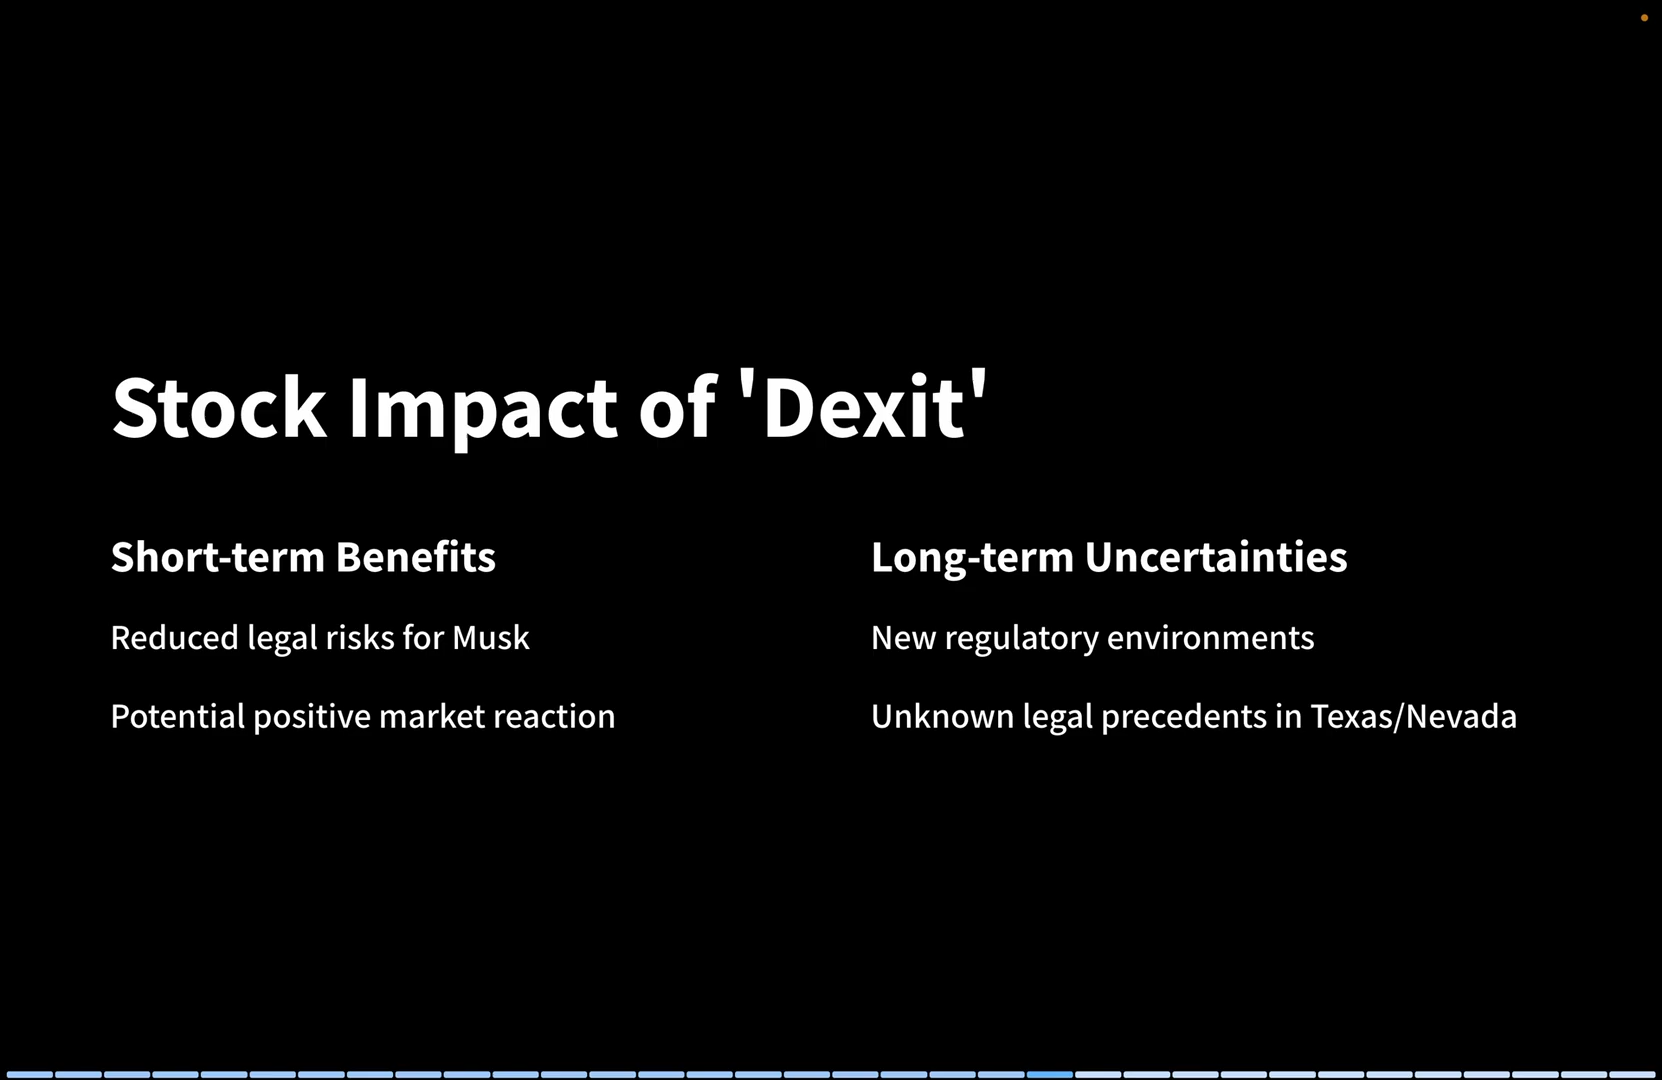 Stock Impact of 'Dexit'
Short-term Benefits
Reduced legal risks for Musk
Potential positive market reaction
Long-term Uncertainties
New regulatory environments
Unknown legal precedents in Texas/Nevada